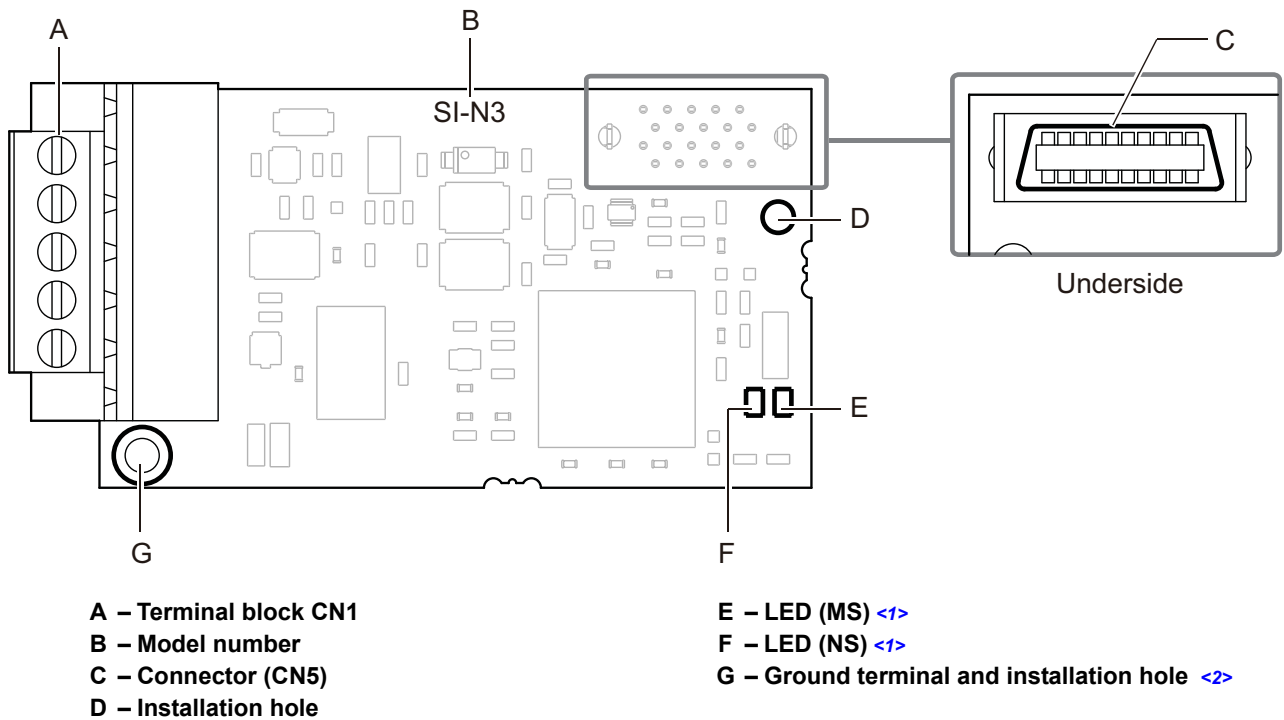 A
B
C
SI-N3
D
Underside
E
G
F
A – Terminal block CN1
B – Model number
C – Connector (CN5)
D – Installation hole
E – LED (MS) <1>
F – LED (NS) <1>
G – Ground terminal and installation hole <2>